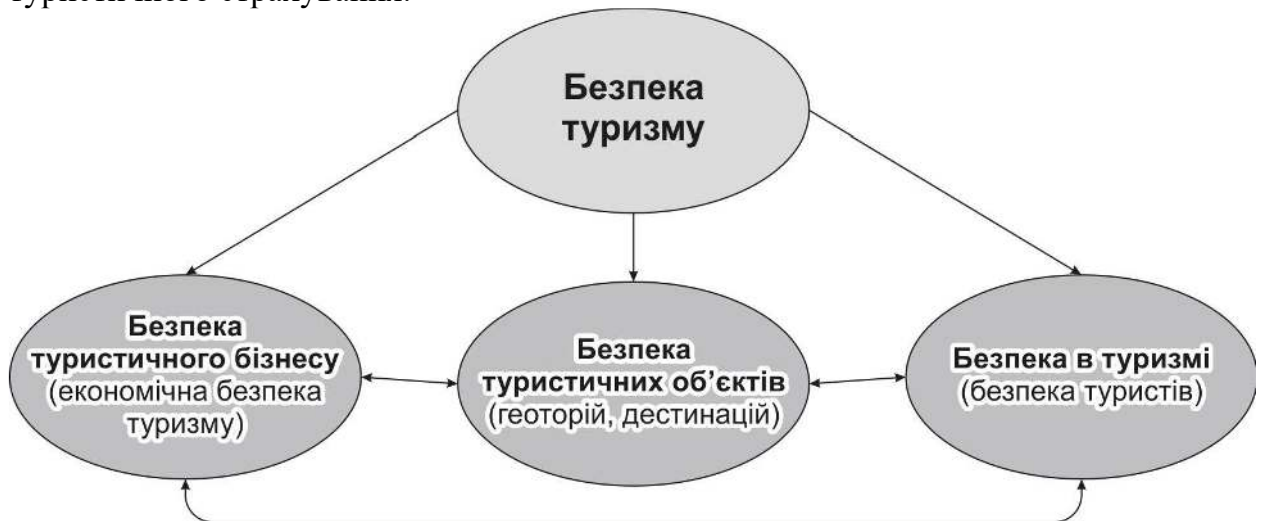 Безпека
туризму
Безпека
туристичного бізнесу
(економічна безпека
туризму)
Безпека
туристичних об’єктів
(геоторій, дестинацій)
Безпека в туризмі
(безпека туристів)